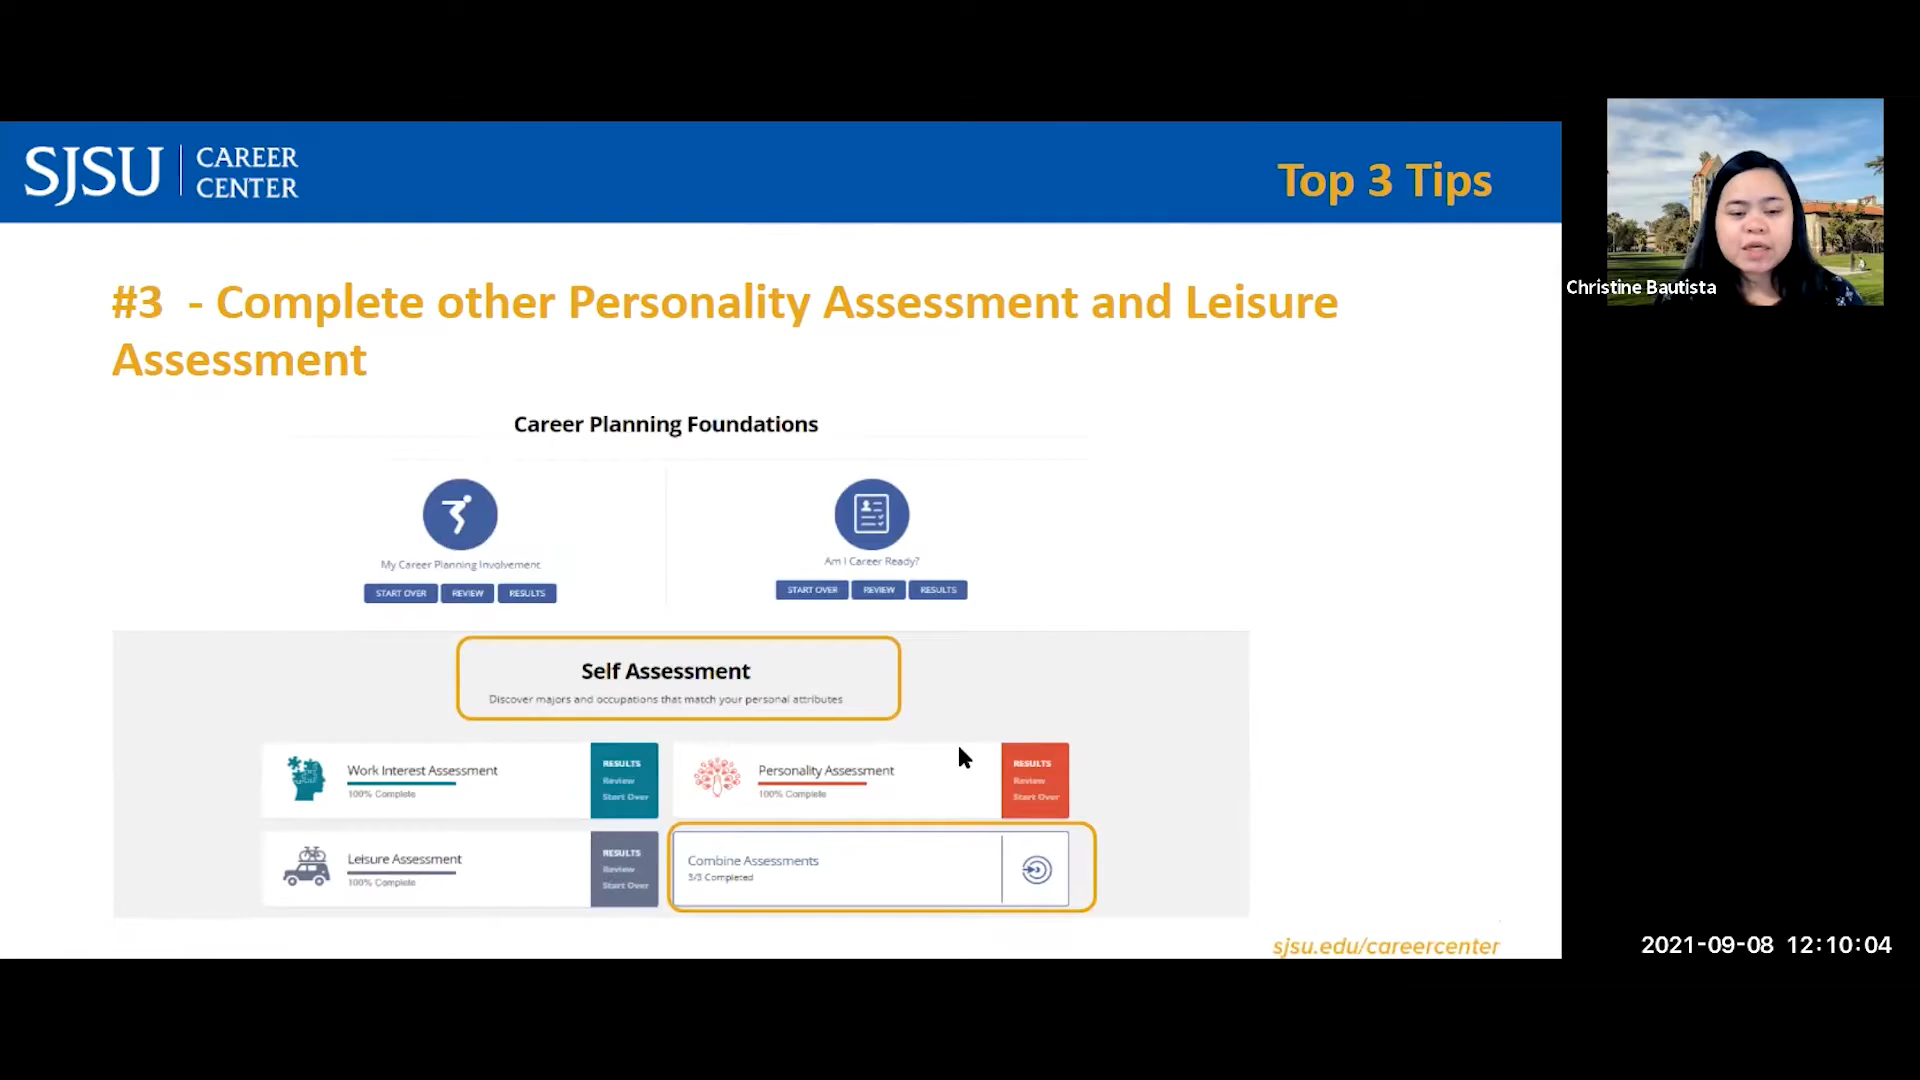 SJSU
CAREER
CENTER
Top 3 Tips
#3 - Complete other Personality Assessment and Leisure
Assessment
Career Planning Foundations
My Career Planning Involvement
START OVER REVIEW RESULTS
Am I Career Ready?
START OVER REVIEW RESULTS
Self Assessment
Discover majors and occupations that match your personal attributes
Work Interest Assessment
100% Complete
RESULTS
Review
Start Over
Personality Assessment
100% Complete
RESULTS
Review
Start Over
Leisure Assessment
100% Complete
RESULTS
Review
Start Over
Combine Assessments
3/3 Completed
sjsu.edu/careercenter
Christine Bautista
2021-09-08 12:10:04